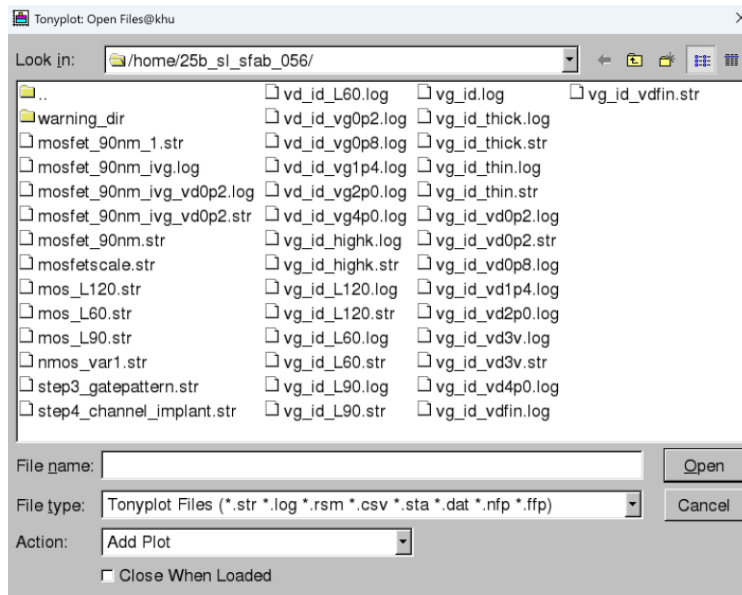 Tonyplot: Open Files@khu
Look in: /home/25b_sl_sfab_056/
..
warning_dir
mosfet_90nm_1.str
mosfet_90nm_ivg.log
mosfet_90nm_ivg_vd0p2.log
mosfet_90nm_ivg_vd0p2.str
mosfet_90nm.str
mosfetscale.str
mos_L120.str
mos_L60.str
mos_L90.str
nmos_var1.str
step3_gatepattern.str
step4_channel_implant.str
vd_id_L60.log
vd_id_vg0p2.log
vd_id_vg0p8.log
vd_id_vg1p4.log
vd_id_vg2p0.log
vd_id_vg4p0.log
vg_id_highk.log
vg_id_highk.str
vg_id_L120.log
vg_id_L120.str
vg_id_L60.log
vg_id_L60.str
vg_id_L90.log
vg_id_L90.str
vg_id.log
vg_id_thick.log
vg_id_thick.str
vg_id_thin.log
vg_id_thin.str
vg_id_vd0p2.log
vg_id_vd0p2.str
vg_id_vd0p8.log
vg_id_vd1p4.log
vg_id_vd2p0.log
vg_id_vd3v.log
vg_id_vd3v.str
vg_id_vd4p0.log
vg_id_vdfin.log
vg_id_vdfin.str
File name:
Open
File type: Tonyplot Files (*.str *.log *.rsm *.csv *.sta *.dat *.nfp *.ffp)
Cancel
Action: Add Plot
Close When Loaded